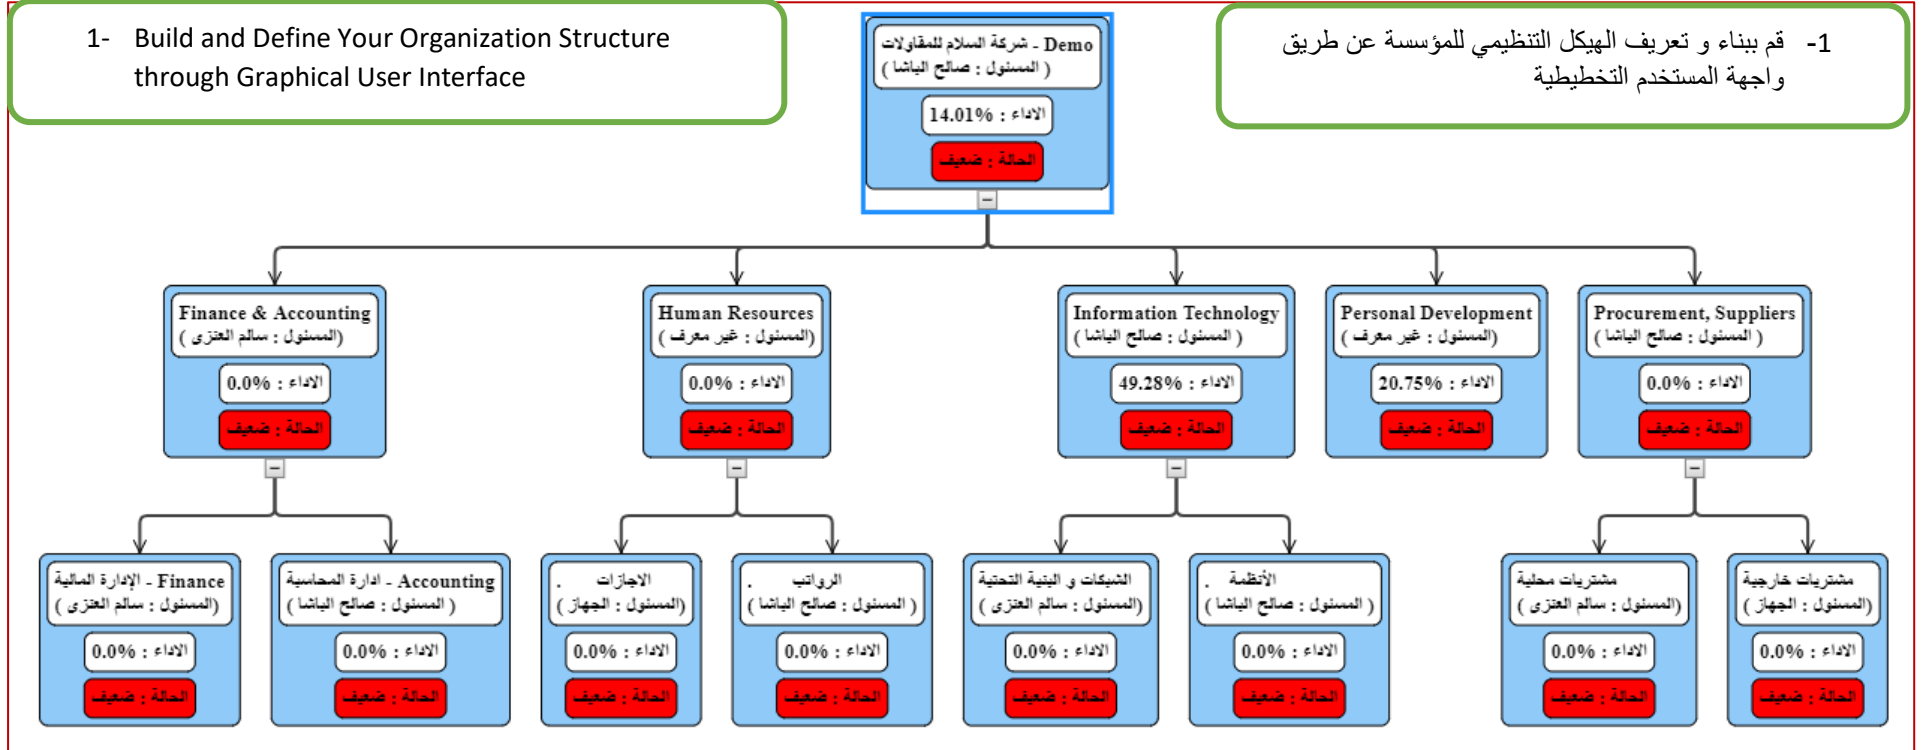 1- Build and Define Your Organization Structure
through Graphical User Interface
1- قم ببناء و تعريف الهيكل التنظيمي للمؤسسة عن طريق
واجهة المستخدم التخطيطية
Demo - شركة السلام للمقاولات
( المسئول : صالح الباشا )
الاداء : 14.01%
الحالة : ضعيف
Finance & Accounting
(المسئول : سالم العنزى )
الاداء : 0.0%
الحالة : ضعيف
Human Resources
(المسئول : غير معرف )
الاداء : 0.0%
الحالة : ضعيف
Information Technology
( المسئول : صالح الباشا )
الاداء : 49.28%
الحالة : ضعيف
Personal Development
(المسئول : غير معرف )
الاداء : 20.75%
الحالة : ضعيف
Procurement, Suppliers
( المسئول : صالح الباشا )
الاداء : 0.0%
الحالة : ضعيف
Finance - الإدارة المالية
(المسئول : سالم العنزى )
الاداء : 0.0%
الحالة : ضعيف
Accounting - ادارة المحاسبة
( المسئول : صالح الباشا )
الاداء : 0.0%
الحالة : ضعيف
الاجازات .
(المسئول : الجهاز )
الاداء : 0.0%
الحالة : ضعيف
الرواتب .
( المسئول : صالح الباشا )
الاداء : 0.0%
الحالة : ضعيف
الشبكات و البنية التحتية
(المسئول : سالم العنزى )
الاداء : 0.0%
الحالة : ضعيف
الأنظمة .
( المسئول : صالح الباشا )
الاداء : 0.0%
الحالة : ضعيف
مشتريات محلية
(المسئول : سالم العنزى )
الاداء : 0.0%
الحالة : ضعيف
مشتريات خارجية
(المسئول : الجهاز )
الاداء : 0.0%
الحالة : ضعيف